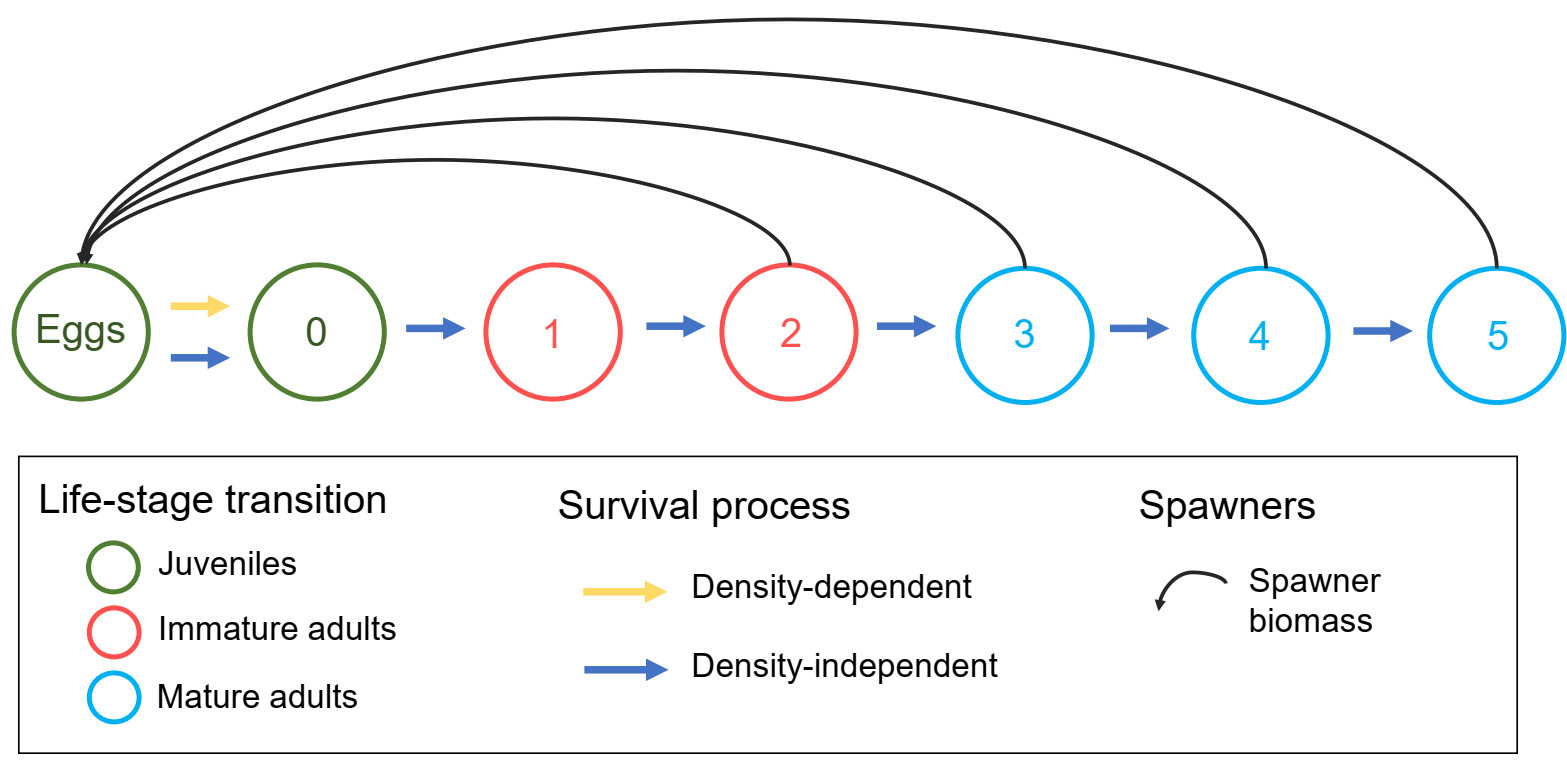 Eggs
0
1
2
3
4
5
Life-stage transition
Juveniles
Immature adults
Mature adults
Survival process
Density-dependent
Density-independent
Spawners
Spawner
biomass